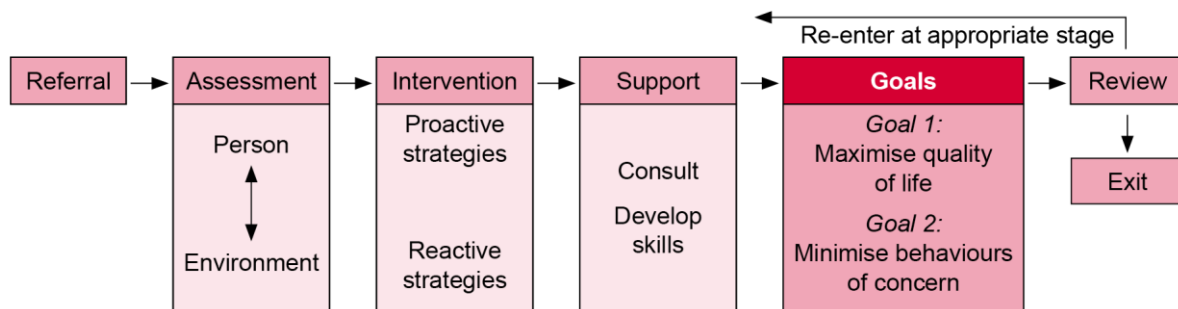 Re-enter at appropriate stage
Referral
Assessment
Intervention
Support
Goals
Review
Person
Environment
Proactive
strategies
Reactive
strategies
Consult
Develop
skills
Goal 1:
Maximise quality
of life
Goal 2:
Minimise behaviours
of concern
Exit